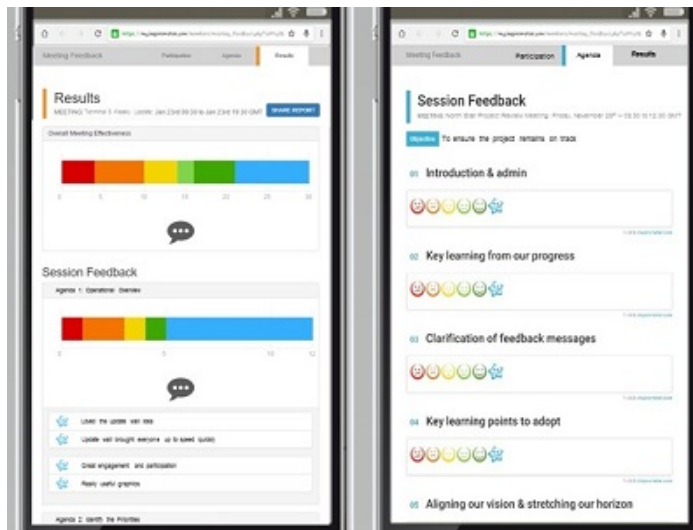 Meeting Feedback Participation Agenda Results
Results
SHARE REPORT
Overall Meeting Effectiveness
0 5 10 15 20 25 30
Session Feedback
Agenda 1: Operational Overview
0 5 10 12
update wall idea
Update wall brought everyone up to speed quickly
Great engagement and participation
Really useful graphics
Agenda 2: Identify the Priorities
Meeting Feedback Participation Agenda Results
Session Feedback
Objective To ensure the project remains on track
01 Introduction & admin
02 Key learning from our progress
03 Clarification of feedback messages
04 Key learning points to adopt
05 Aligning our vision & stretching our horizon